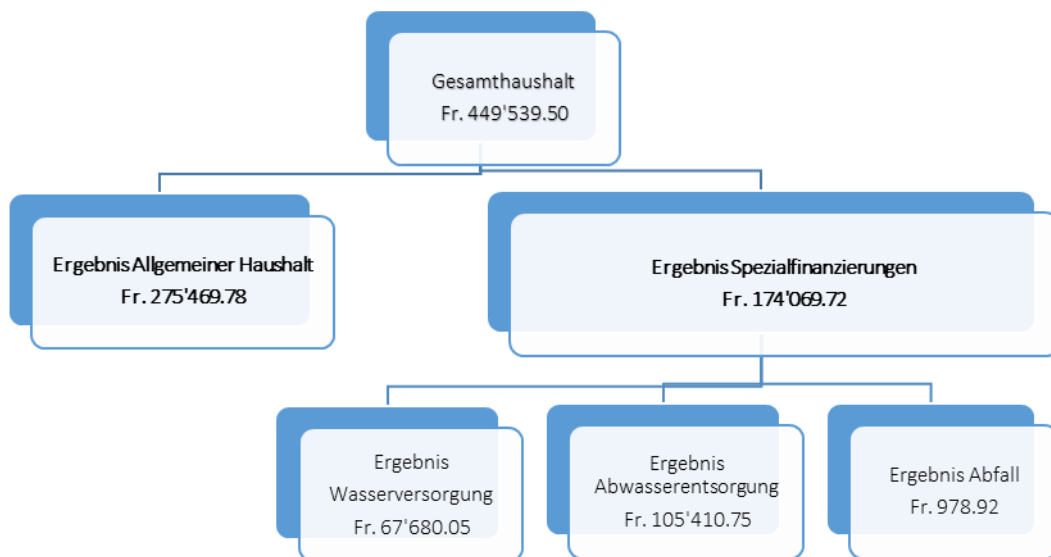 Gesamthaushalt
Fr. 449'539.50
Ergebnis Allgemeiner Haushalt
Fr. 275'469.78
Ergebnis Spezialfinanzierungen
Fr. 174'069.72
Ergebnis
Wasserversorgung
Fr. 67'680.05
Ergebnis
Abwasserentsorgung
Fr. 105'410.75
Ergebnis Abfall
Fr. 978.92